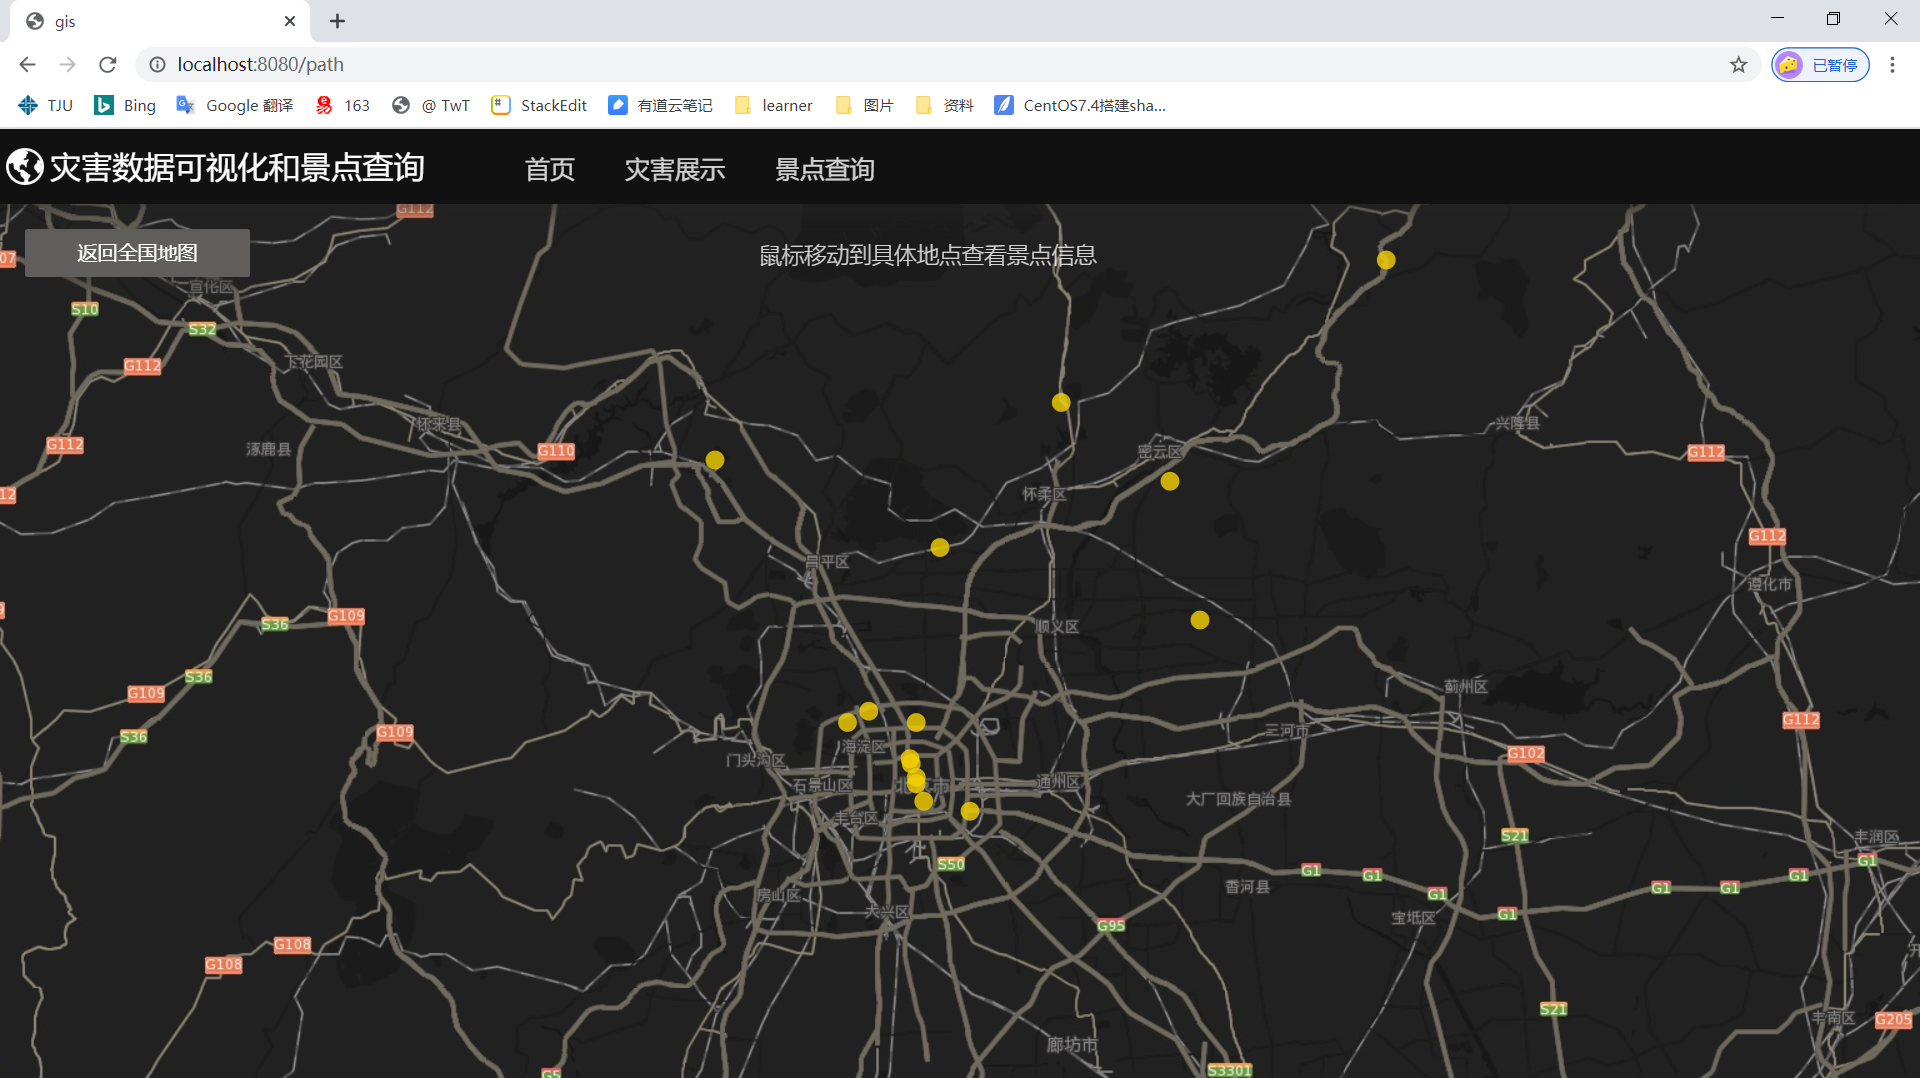 gis
localhost:8080/path
已暂停
TJU
Bing
Google 翻译
163
@ TwT
StackEdit
有道云笔记
learner
图片
资料
CentOS7.4搭建sha...
灾害数据可视化和景点查询
首页
灾害展示
景点查询
G112
返回全国地图
鼠标移动到具体地点查看景点信息
07
宣化区
S10
S32
下花园区
G112
怀来县
兴隆县
G112
涿鹿县
G110
密云区
G112
12
怀柔区
G112
昌平区
遵化市
G109
S36
顺义区
S36
蓟州区
G109
G112
三河市
G109
S36
海淀区
G102
门头沟区
石景山区
北京市
通州区
大厂回族自治县
丰台区
S21
丰润区
S50
G1
G1
G1
香河县
G1
G1
G1
G1
房山区
大兴区
G1
宝坻区
G95
G108
开
G108
S21
丰南区
G205
廊坊市
S3301
G5